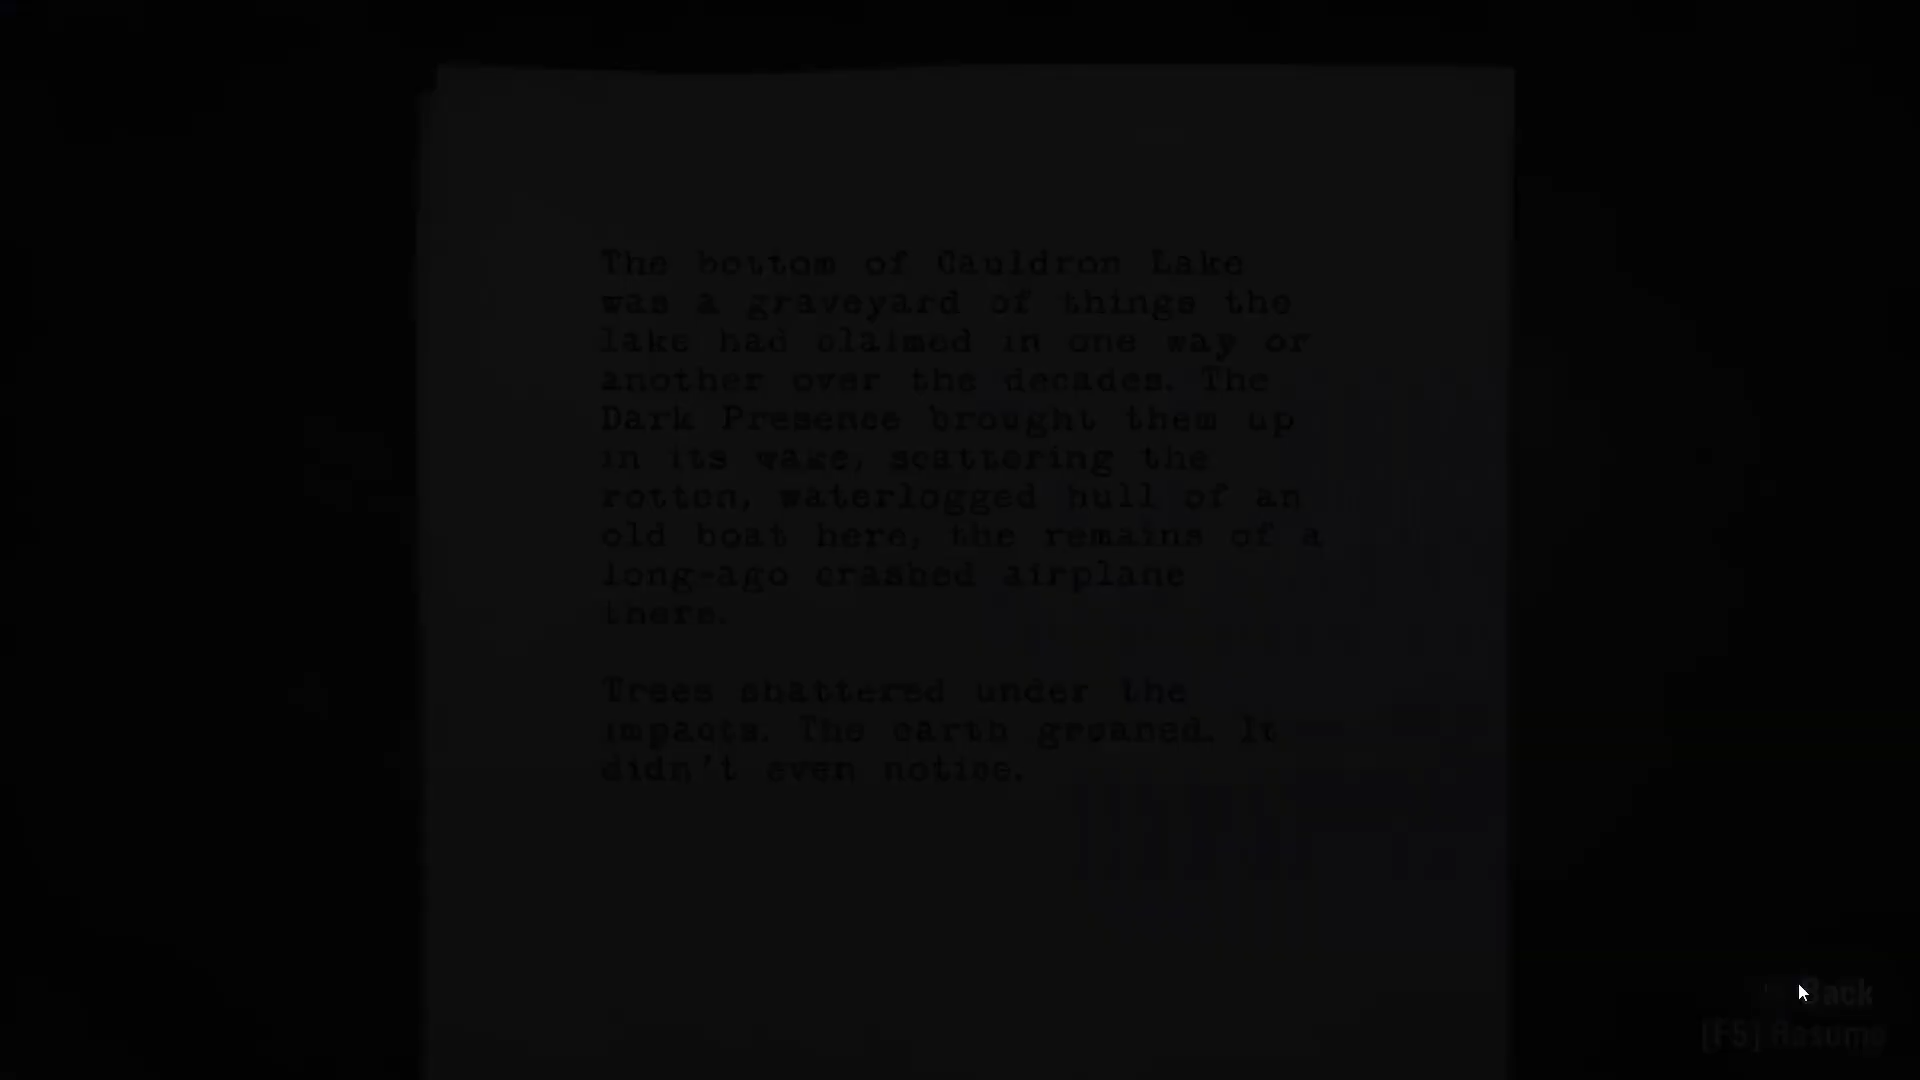 The bottom of Cauldron Lake
was a graveyard of things the
lake had claimed in one way or
another over the decades. The
Dark Presence brought them up
in its wake, scattering the
rotten, waterlogged hull of an
old boat here, the remains of a
long-ago crashed airplane
there.
Trees shattered under the
impacts. The earth groaned. It
didn't even notice.
Back
[F5] Resume